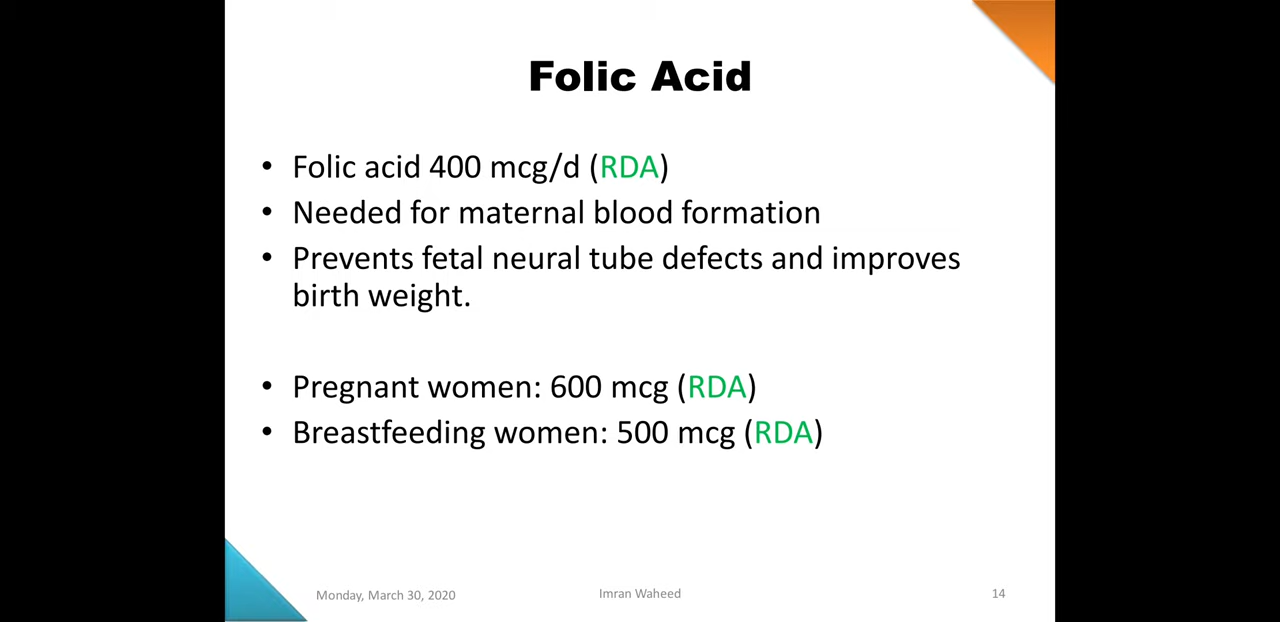 Folic Acid
• Folic acid 400 mcg/d (RDA)
• Needed for maternal blood formation
• Prevents fetal neural tube defects and improves
birth weight.
• Pregnant women: 600 mcg (RDA)
• Breastfeeding women: 500 mcg (RDA)
Monday, March 30, 2020
Imran Waheed
14